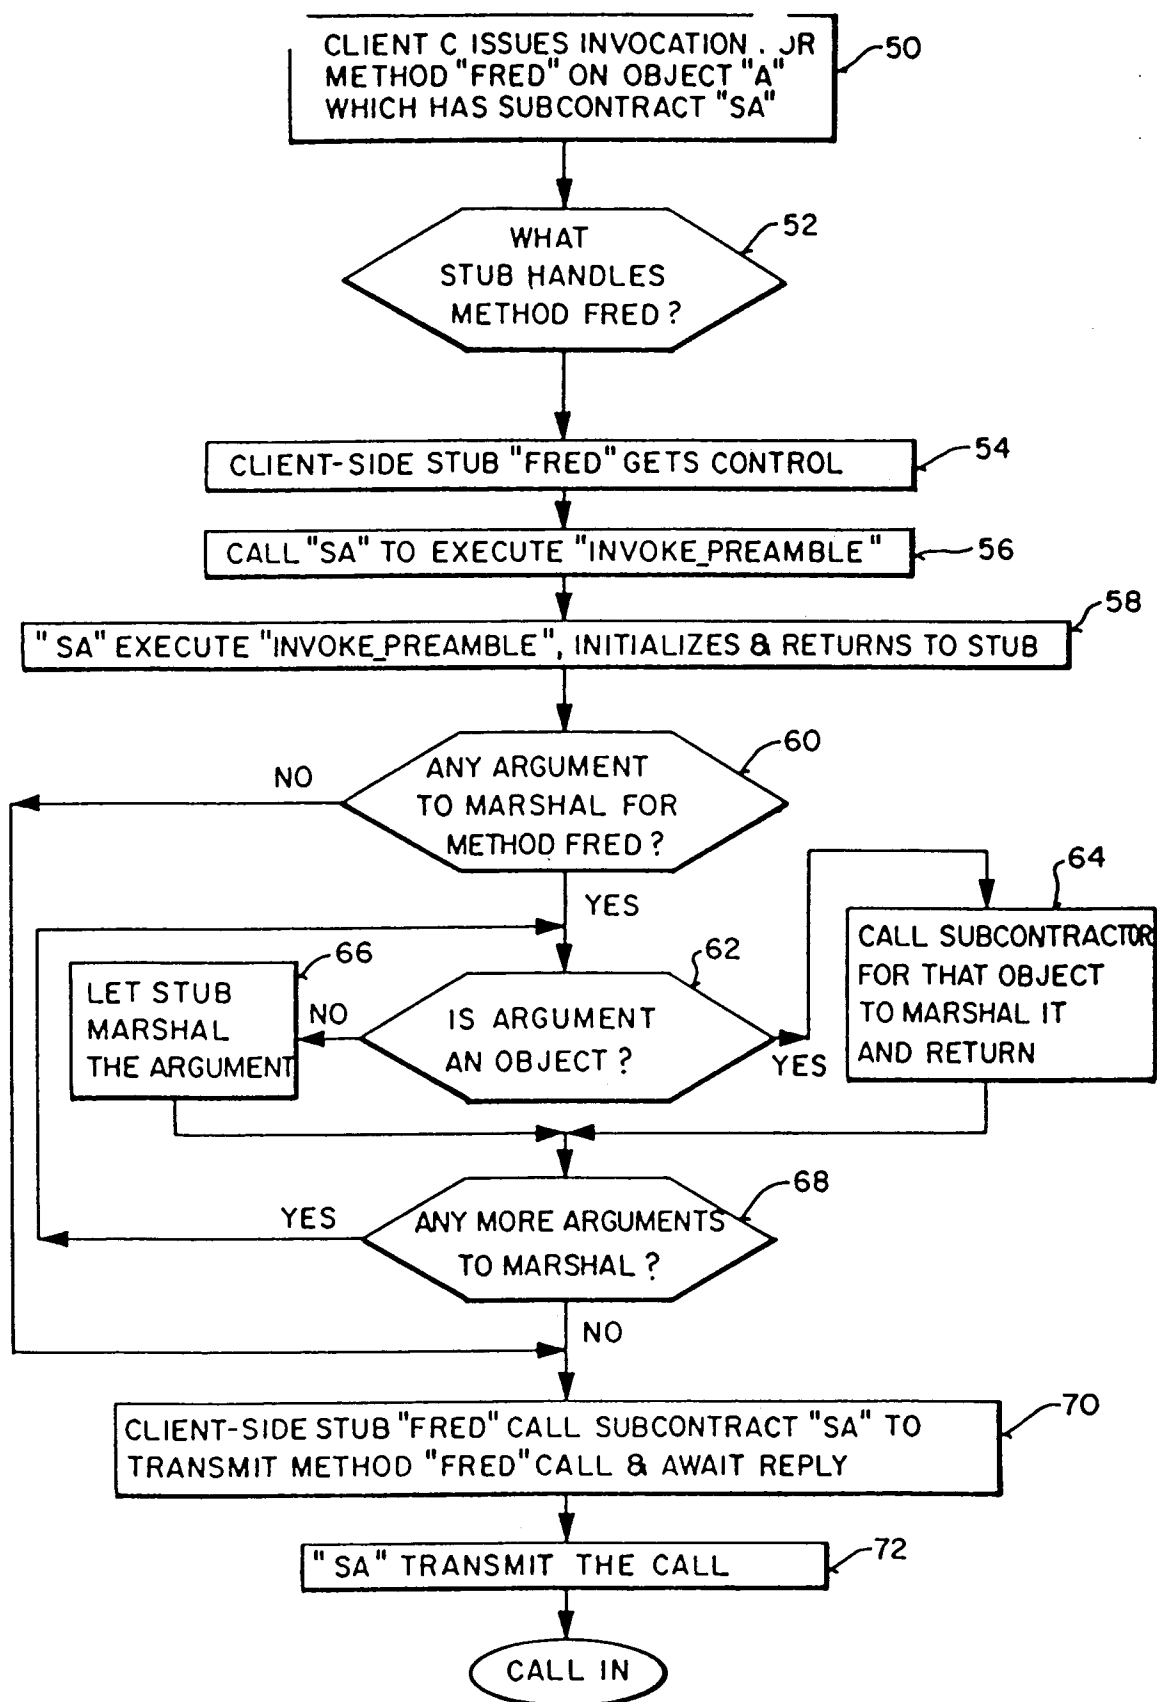 CLIENT C ISSUES INVOCATION
METHOD "FRED" ON OBJECT "A"
WHICH HAS SUBCONTRACT "SA"
50
WHAT
STUB HANDLES
METHOD FRED?
52
CLIENT-SIDE STUB "FRED" GETS CONTROL
54
CALL "SA" TO EXECUTE "INVOKE_PREAMBLE"
56
"SA" EXECUTE "INVOKE_PREAMBLE", INITIALIZES & RETURNS TO STUB
58
ANY ARGUMENT
TO MARSHAL FOR
METHOD FRED?
60
NO
YES
IS ARGUMENT
AN OBJECT?
62
NO
YES
CALL SUBCONTRACTOR
FOR THAT OBJECT
TO MARSHAL IT
AND RETURN
64
LET STUB
MARSHAL
THE ARGUMENT
66
ANY MORE ARGUMENTS
TO MARSHAL?
68
YES
NO
CLIENT-SIDE STUB "FRED" CALL SUBCONTRACT "SA" TO
TRANSMIT METHOD "FRED" CALL & AWAIT REPLY
70
"SA" TRANSMIT THE CALL
72
CALL IN